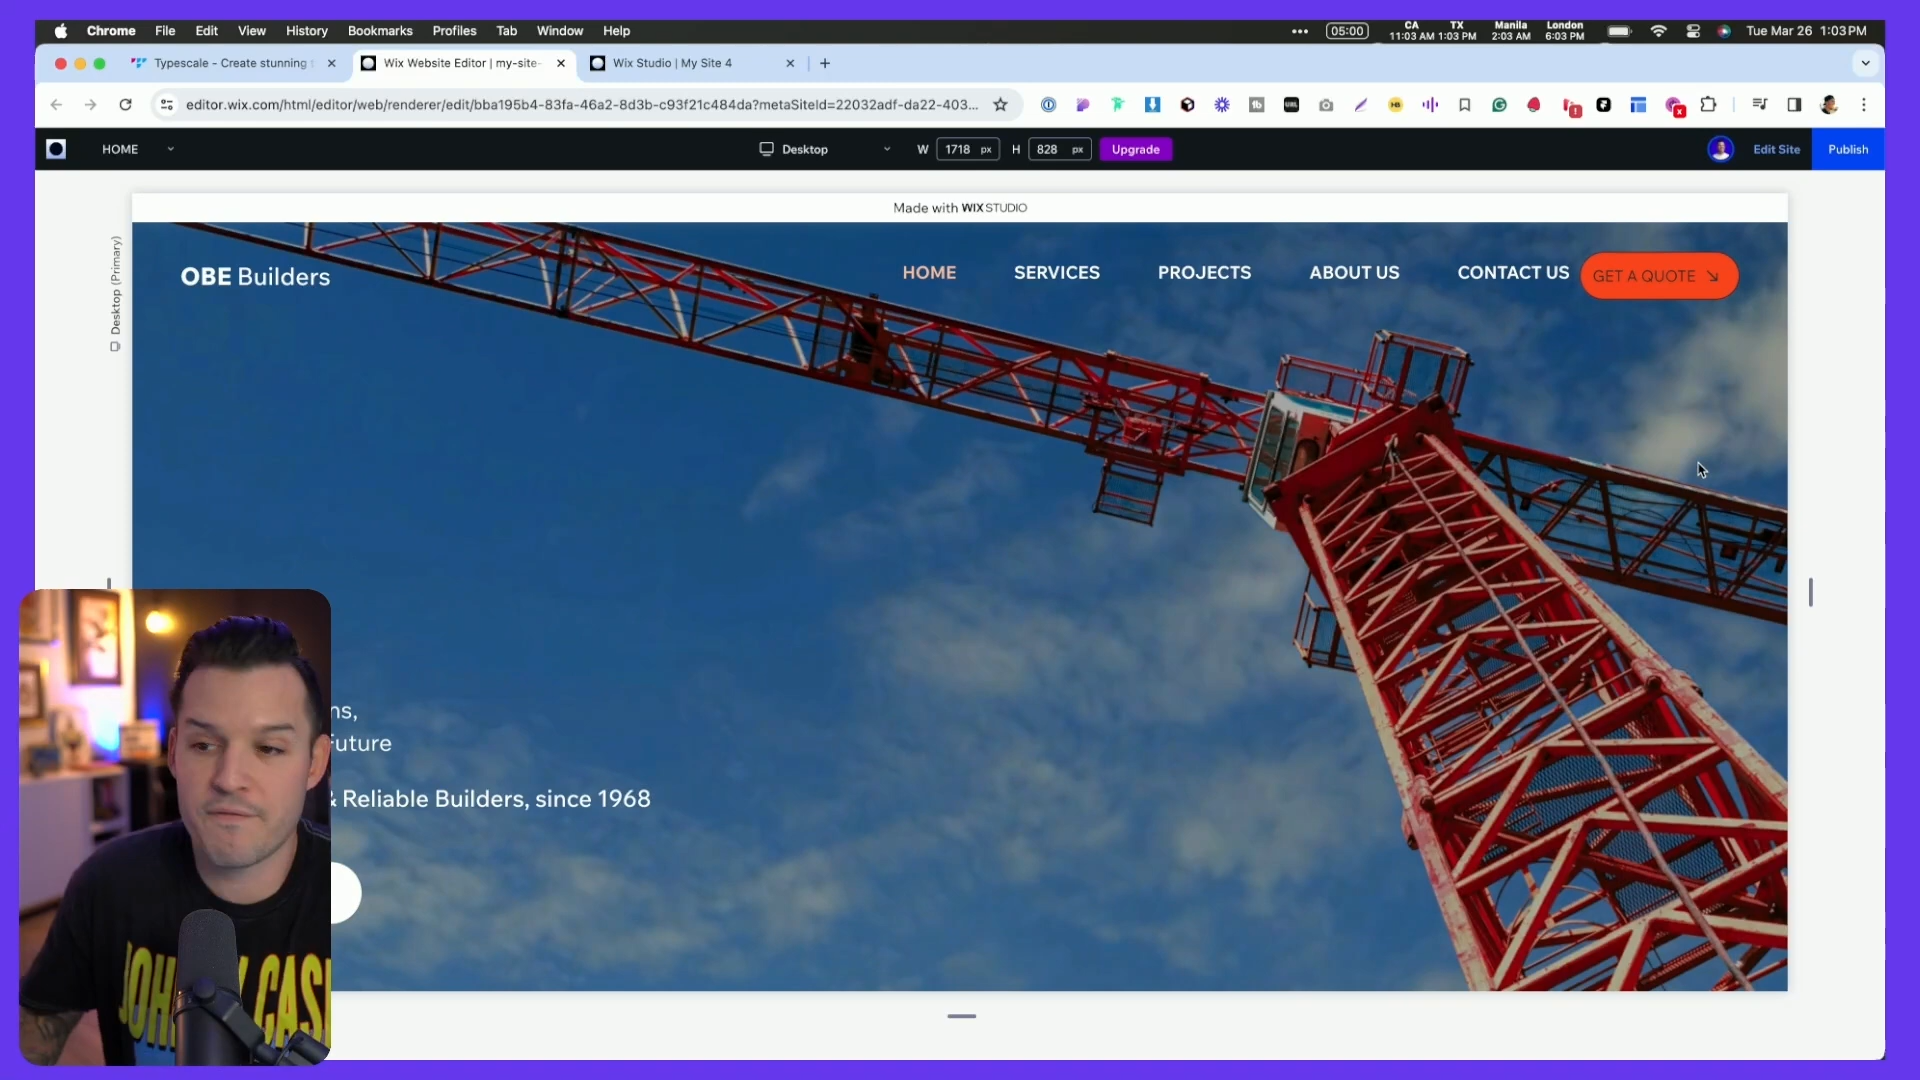 Chrome File Edit View History Bookmarks Profiles Tab Window Help
05:00
CA TX Manila London
11:03 AM 1:03 PM 2:03 AM 6:03 PM
Tue Mar 26 1:03 PM
Typescale - Create stunning
Wix Website Editor | my-site-
Wix Studio | My Site 4
editor.wix.com/html/editor/web/renderer/edit/bba195b4-83fa-46a2-8d3b-c93f21c484da?metaSiteId=22032adf-da22-403...
HOME
Desktop
W 1718 px H 828 px
Upgrade
Edit Site
Publish
Made with WIX STUDIO
Desktop (Primary)
OBE Builders
HOME SERVICES PROJECTS ABOUT US CONTACT US GET A QUOTE
ns,
Future
& Reliable Builders, since 1968